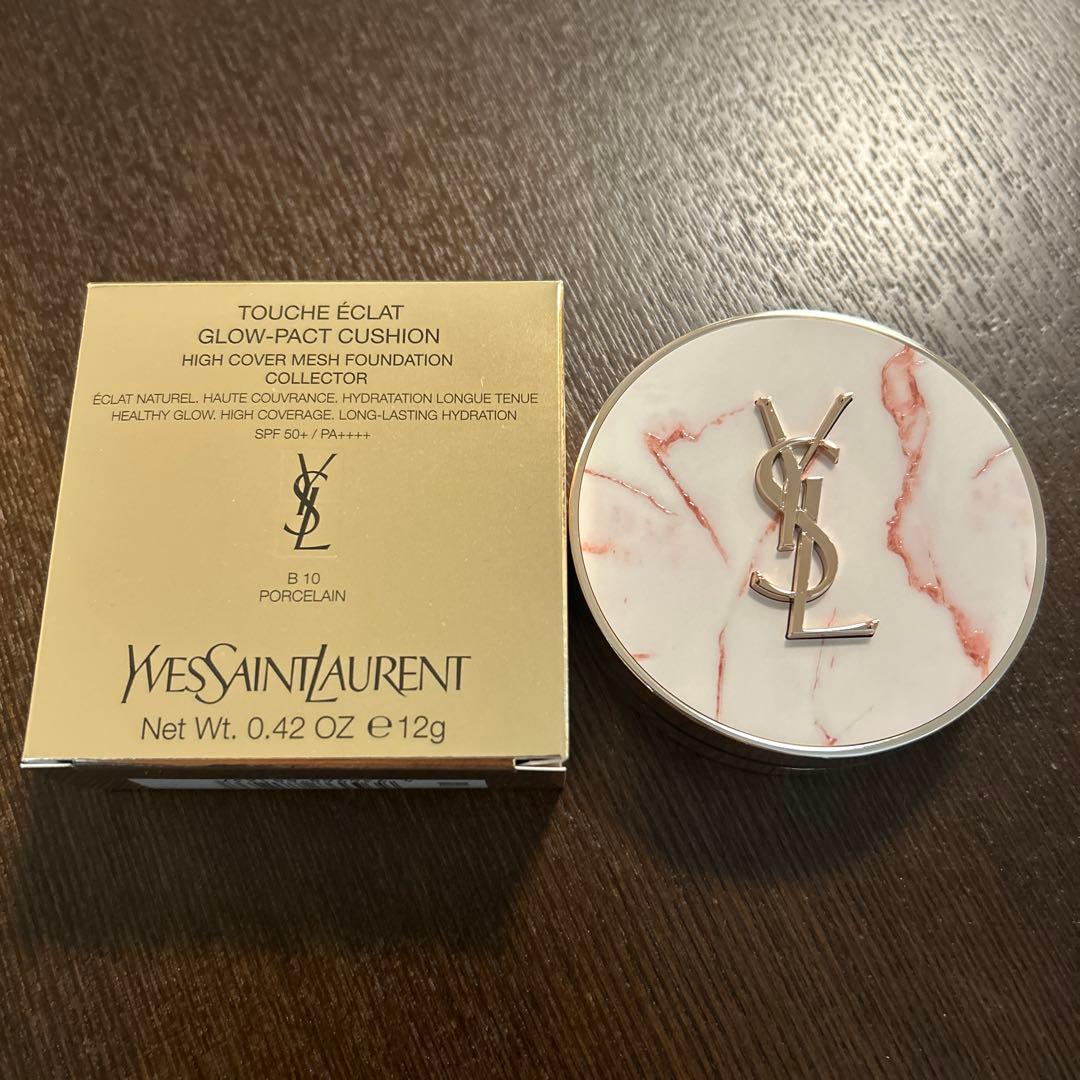 TOUCHE ÉCLAT
GLOW-PACT CUSHION
HIGH COVER MESH FOUNDATION
COLLECTOR
ÉCLAT NATUREL. HAUTE COUVRANCE. HYDRATATION LONGUE TENUE
HEALTHY GLOW. HIGH COVERAGE. LONG-LASTING HYDRATION
SPF 50+ / PA++++
YSL
B 10
PORCELAIN
YVESSAINTLAURENT
Net Wt. 0.42 OZ ℮ 12g
YSL